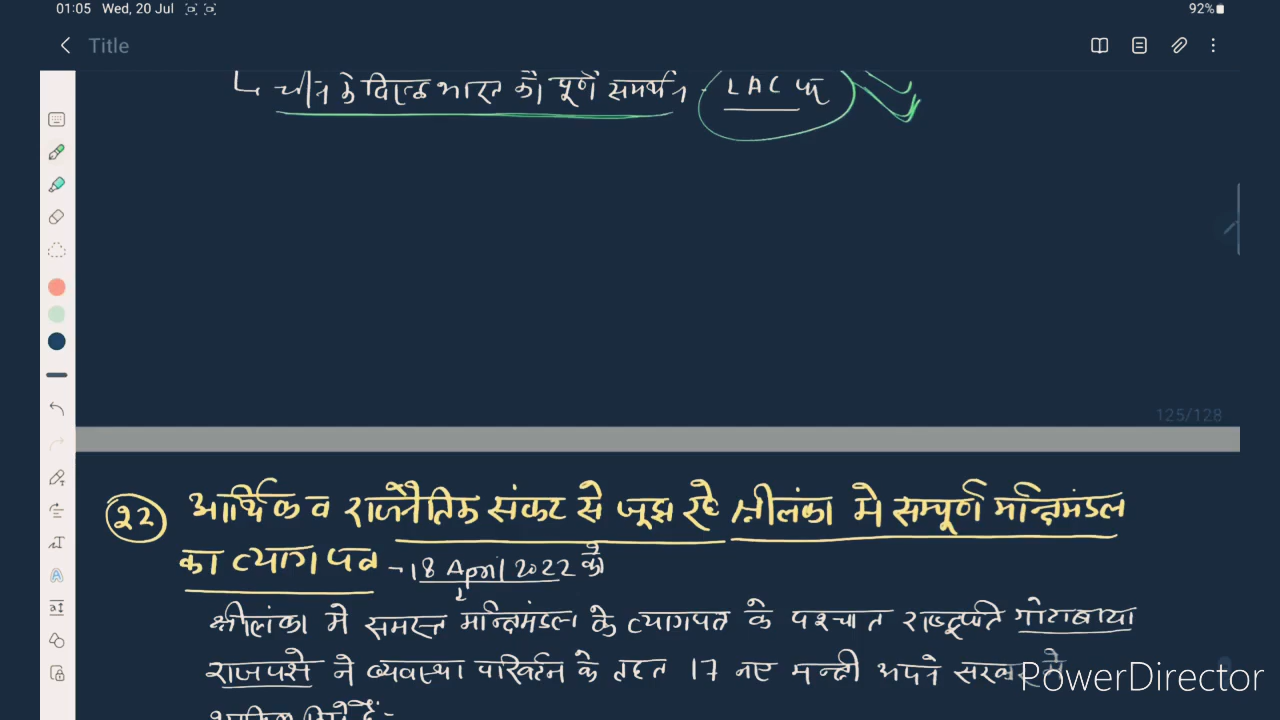 01:05 Wed, 20 Jul
92%
Title
चीन के विरुद्ध भारत को पूर्ण समर्थन - LAC पर
125/128
22 आर्थिक व राजनैतिक संकट से जूझ रहे श्रीलंका मे सम्पूर्ण मन्त्रिमंडल
का त्यागपत्र - 18 April 2022 को
श्रीलंका मे समस्त मन्त्रिमंडल के त्यागपत्र के पश्चात राष्ट्रपति गोटाबाया
राजपक्षे ने व्यवस्था परिवर्तन के तहत 17 नए मन्त्री अपने सरकार मे
PowerDirector